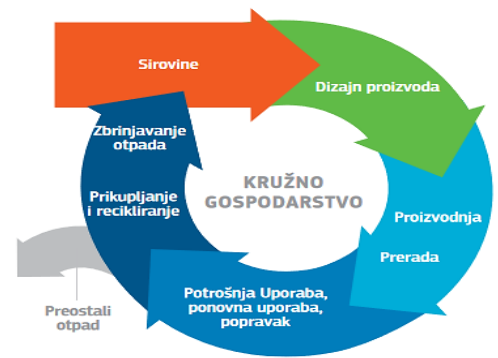 Sirovine
Dizajn proizvoda
Proizvodnja
Prerada
Potrošnja Uporaba,
ponovna uporaba,
popravak
Zbrinjavanje
otpada
Prikupljanje
i recikliranje
Preostali
otpad
KRUŽNO
GOSPODARSTVO